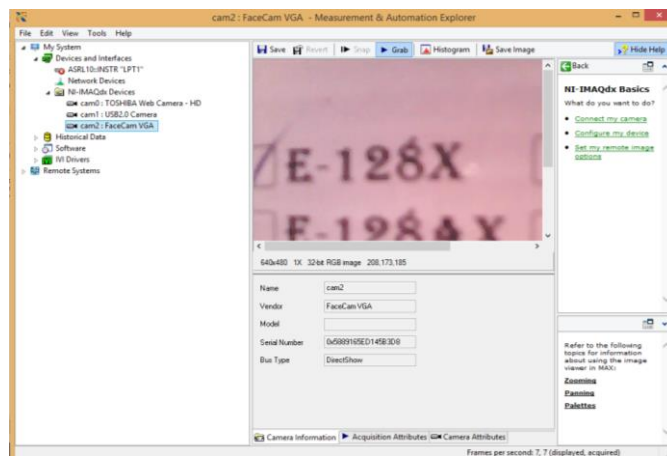 cam2 : FaceCam VGA - Measurement & Automation Explorer
File Edit View Tools Help
My System
Devices and Interfaces
ASRL10::INSTR "LPT1"
Network Devices
NI-IMAQdx Devices
cam0 : TOSHIBA Web Camera - HD
cam1 : USB2.0 Camera
cam2 : FaceCam VGA
Historical Data
Software
IVI Drivers
Remote Systems
Save Revert Snap Grab Histogram Save Image Hide Help
E-128X
E-128&X
640x480 1X 32-bit RGB image 208,173,185
Name cam2
Vendor FaceCam VGA
Model
Serial Number 0x5889165ED145B3D8
Bus Type DirectShow
Camera Information Acquisition Attributes Camera Attributes
Frames per second: 7, 7 (displayed, acquired)
Back
NI-IMAQdx Basics
What do you want to do?
Connect my camera
Configure my device
Set my remote image
options
Refer to the following
topics for information
about using the image
viewer in MAX:
Zooming
Panning
Palettes